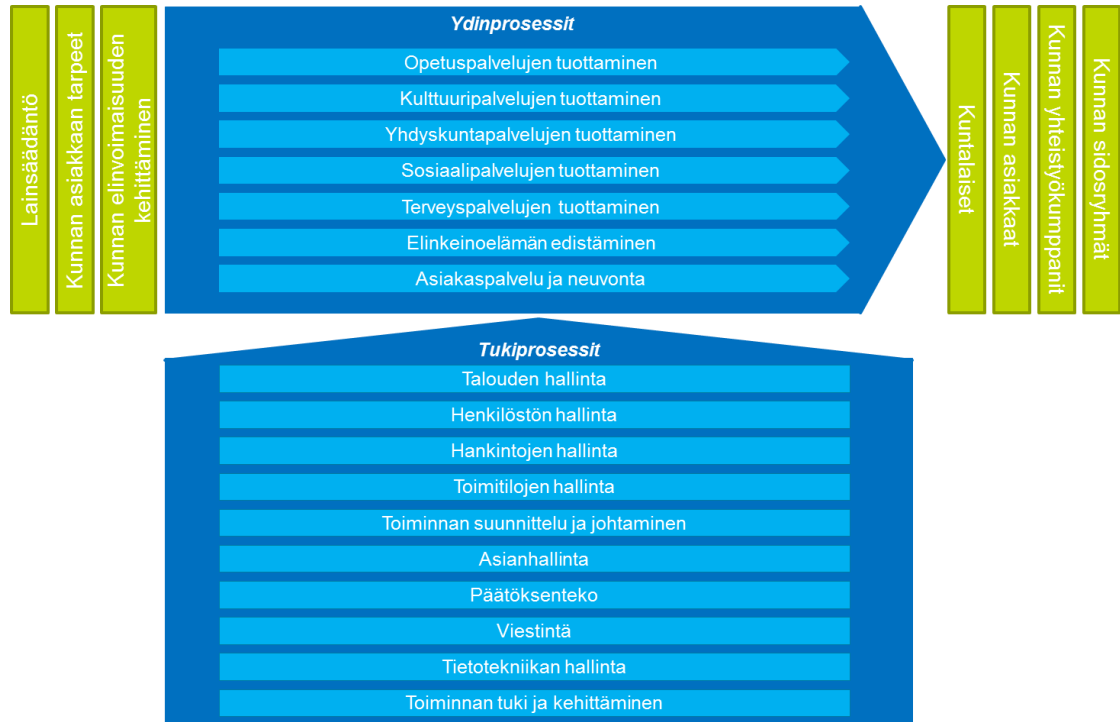 Lainsäädäntö
Kunnan asiakkaan tarpeet
Kunnan elinvoimaisuuden
kehittäminen
Ydinprosessit
Opetuspalvelujen tuottaminen
Kulttuuripalvelujen tuottaminen
Yhdyskuntapalvelujen tuottaminen
Sosiaalipalvelujen tuottaminen
Terveyspalvelujen tuottaminen
Elinkeinoelämän edistäminen
Asiakaspalvelu ja neuvonta
Kuntalaiset
Kunnan asiakkaat
Kunnan yhteistyökumppanit
Kunnan sidosryhmät
Tukiprosessit
Talouden hallinta
Henkilöstön hallinta
Hankintojen hallinta
Toimitilojen hallinta
Toiminnan suunnittelu ja johtaminen
Asianhallinta
Päätöksenteko
Viestintä
Tietotekniikan hallinta
Toiminnan tuki ja kehittäminen